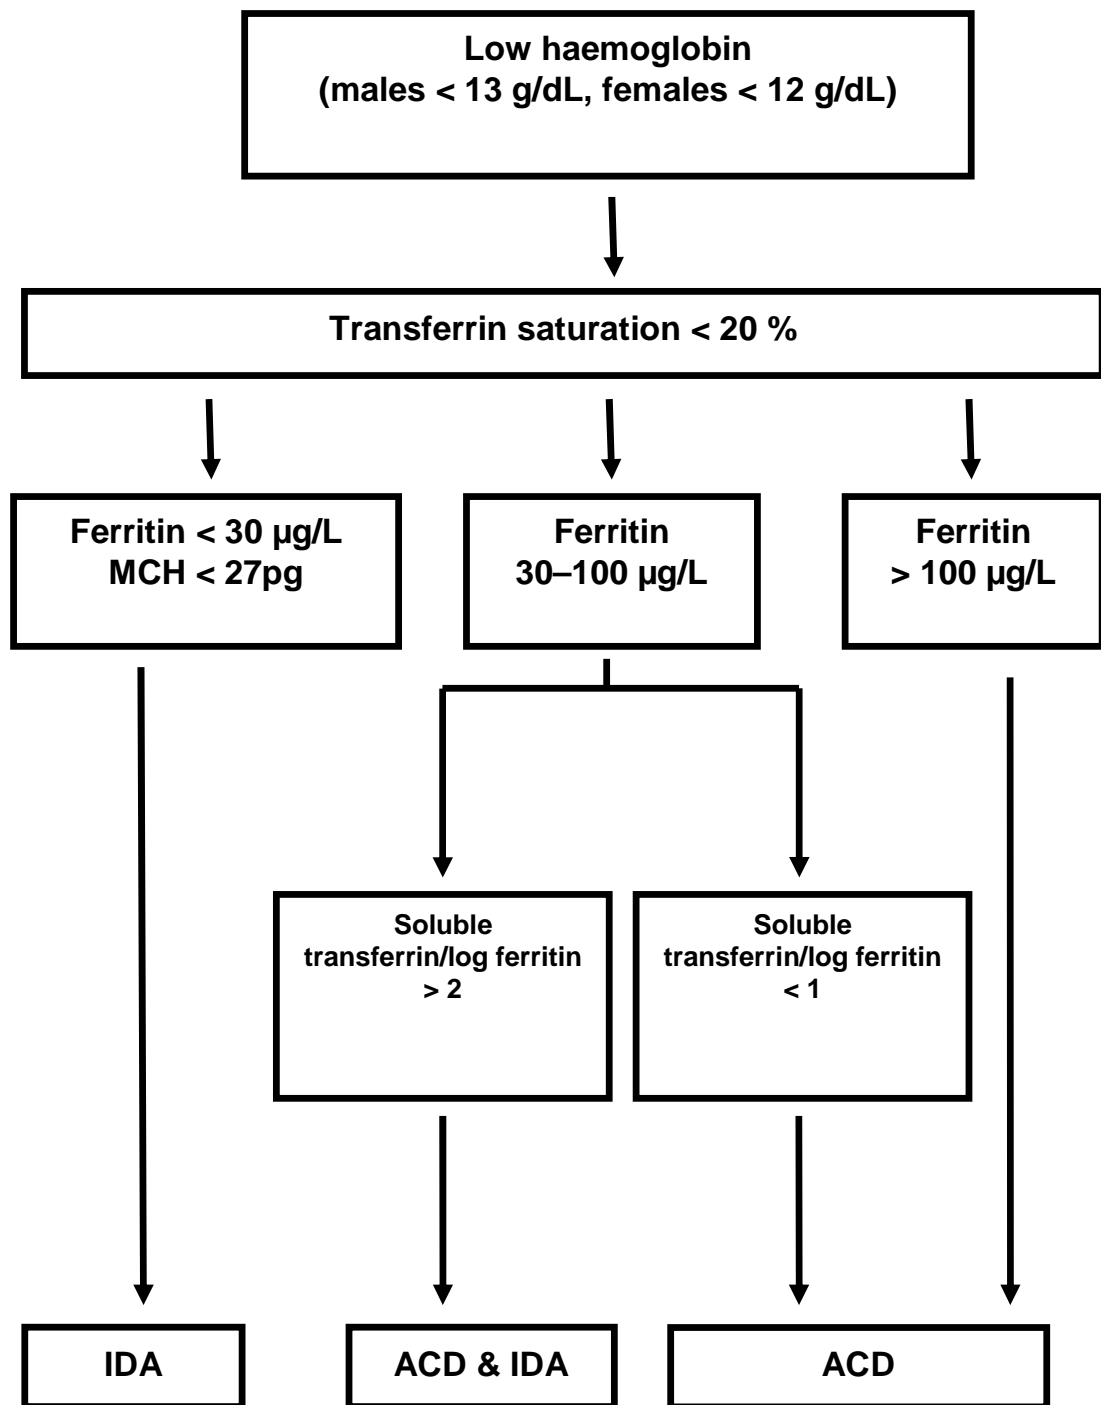 Low haemoglobin
(males < 13 g/dL, females < 12 g/dL)
Transferrin saturation < 20 %
Ferritin < 30 µg/L
MCH < 27pg
Ferritin
30–100 µg/L
Ferritin
> 100 µg/L
Soluble
transferrin/log ferritin
> 2
Soluble
transferrin/log ferritin
< 1
IDA
ACD & IDA
ACD